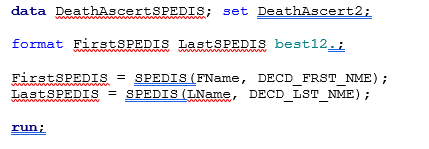 data DeathAscertSPEDIS; set DeathAscert2;
format FirstSPEDIS LastSPEDIS best12.;
FirstSPEDIS = SPEDIS(FName, DECD_FRST_NME);
LastSPEDIS = SPEDIS(LName, DECD_LST_NME);
run;